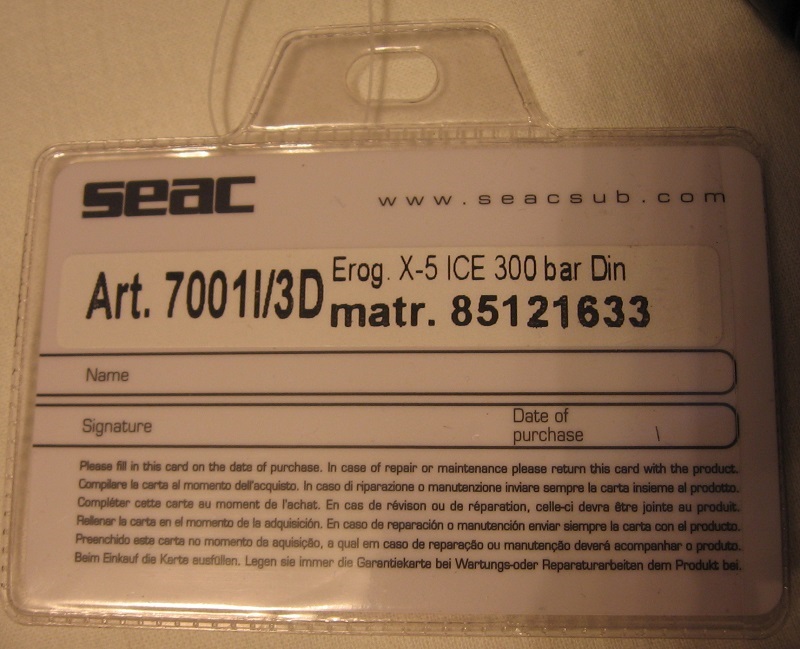 seac
www.seacsub.com
Art. 7001I/3D
Erog. X-5 ICE 300 bar Din
matr. 85121633
Name
Signature
Date of
purchase
Please fill in this card on the date of purchase. In case of repair or maintenance please return this card with the product.
Compilare la carta al momento dell'acquisto. In caso di riparazione o manutenzione inviare sempre la carta insieme al prodotto.
Compléter cette carte au moment de l'achat. En cas de révison ou de réparation, celle-ci devra être jointe au produit.
Rellenar la carta en el momento de la adquisición. En caso de reparación o manutención enviar siempre la carta con el producto.
Preenchido este carta no momento da aquisição, a qual em caso de reparação ou manutenção deverá acompanhar o produto.
Beim Einkauf die Karte ausfüllen. Legen sie immer die Garantiekarte bei Wartungs-oder Reparaturarbeiten dem Produkt bei.